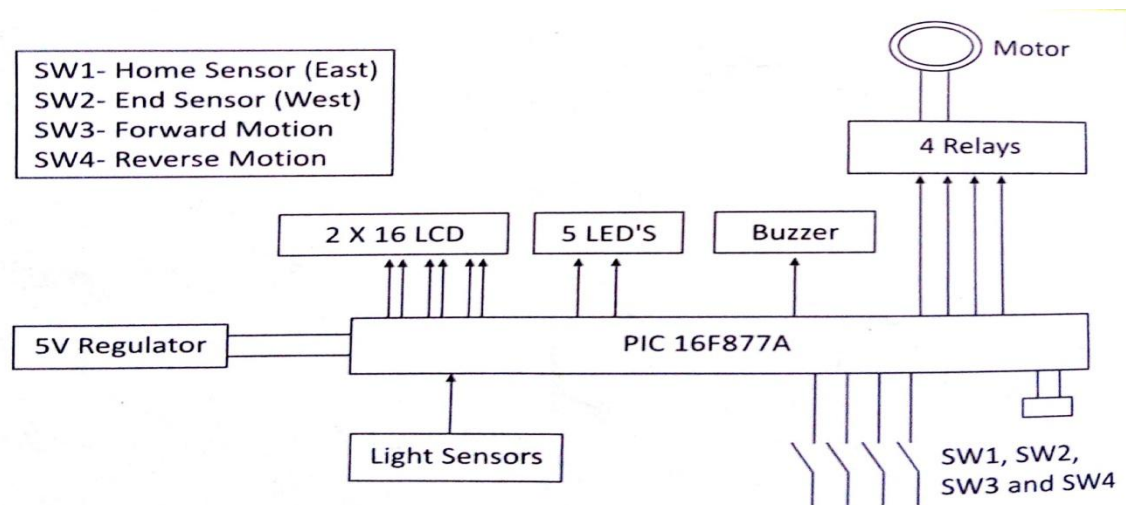 SW1- Home Sensor (East)
SW2- End Sensor (West)
SW3- Forward Motion
SW4- Reverse Motion
Motor
4 Relays
2 X 16 LCD
5 LED'S
Buzzer
5V Regulator
PIC 16F877A
Light Sensors
SW1, SW2,
SW3 and SW4